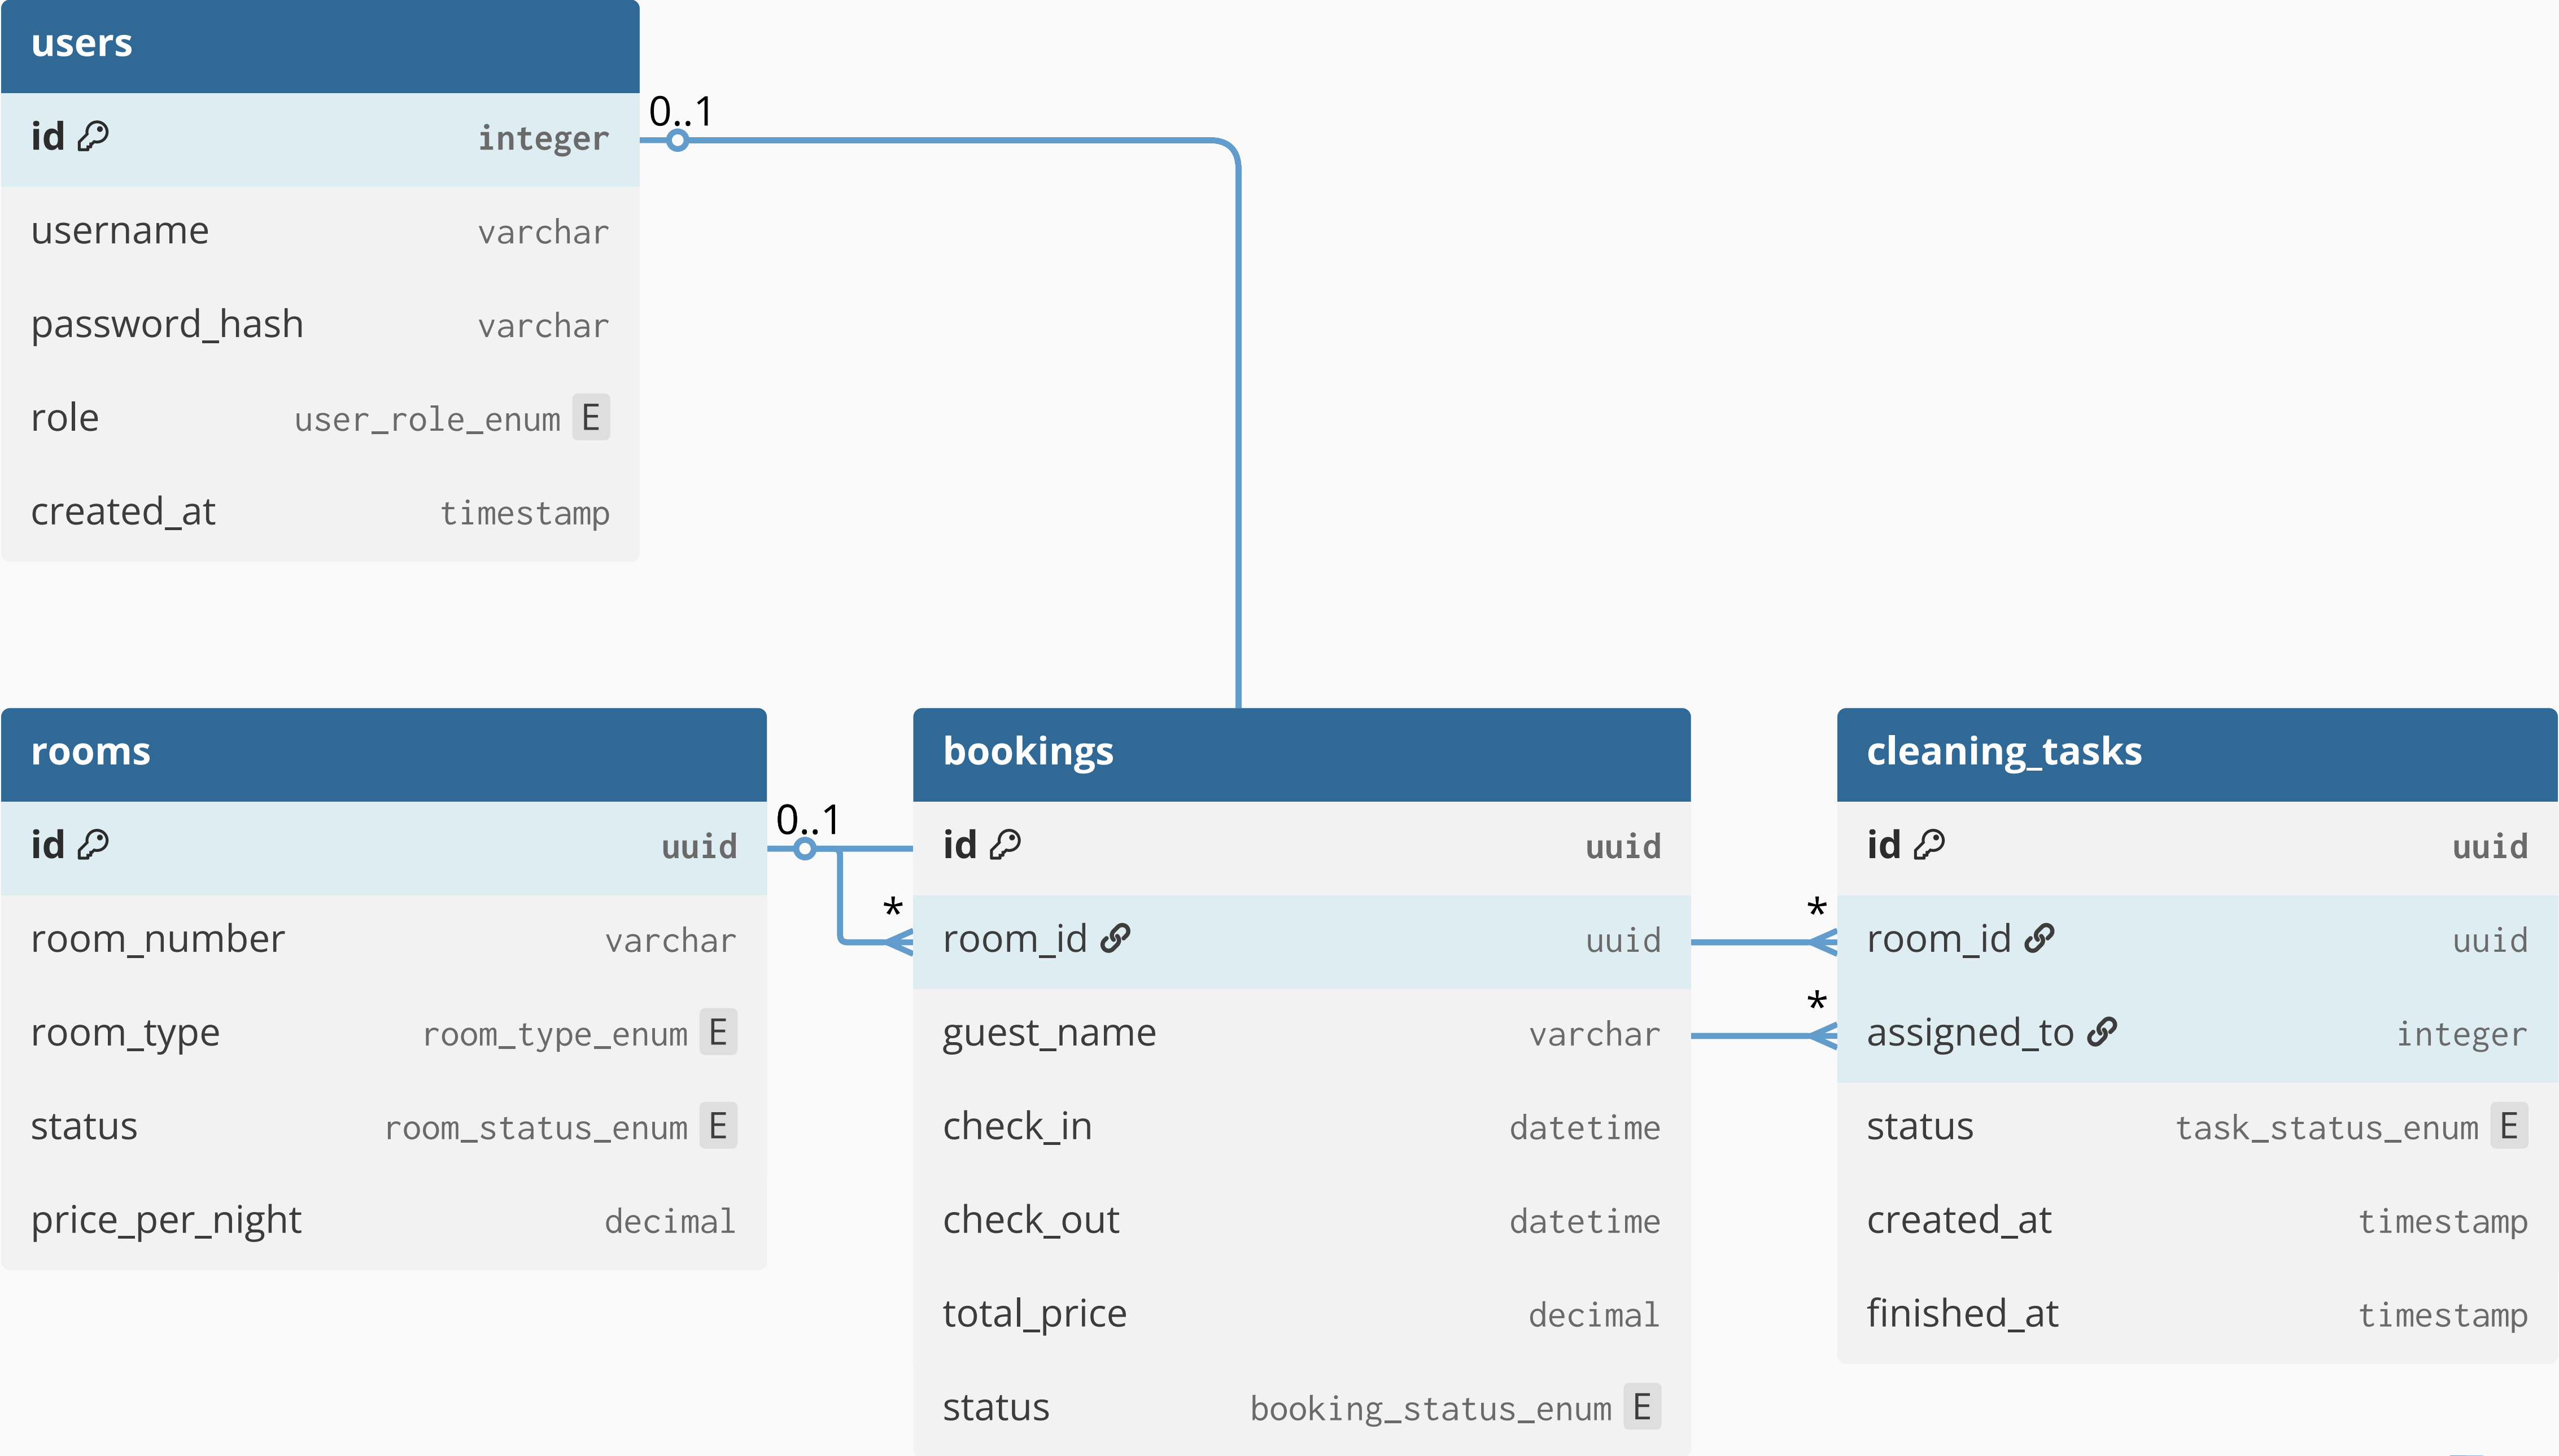 users
id integer
username varchar
password_hash varchar
role user_role_enum E
created_at timestamp
0..1
rooms
id uuid
room_number varchar
room_type room_type_enum E
status room_status_enum E
price_per_night decimal
0..1
*
bookings
id uuid
room_id uuid
guest_name varchar
check_in datetime
check_out datetime
total_price decimal
status booking_status_enum E
*
*
cleaning_tasks
id uuid
room_id uuid
assigned_to integer
status task_status_enum E
created_at timestamp
finished_at timestamp